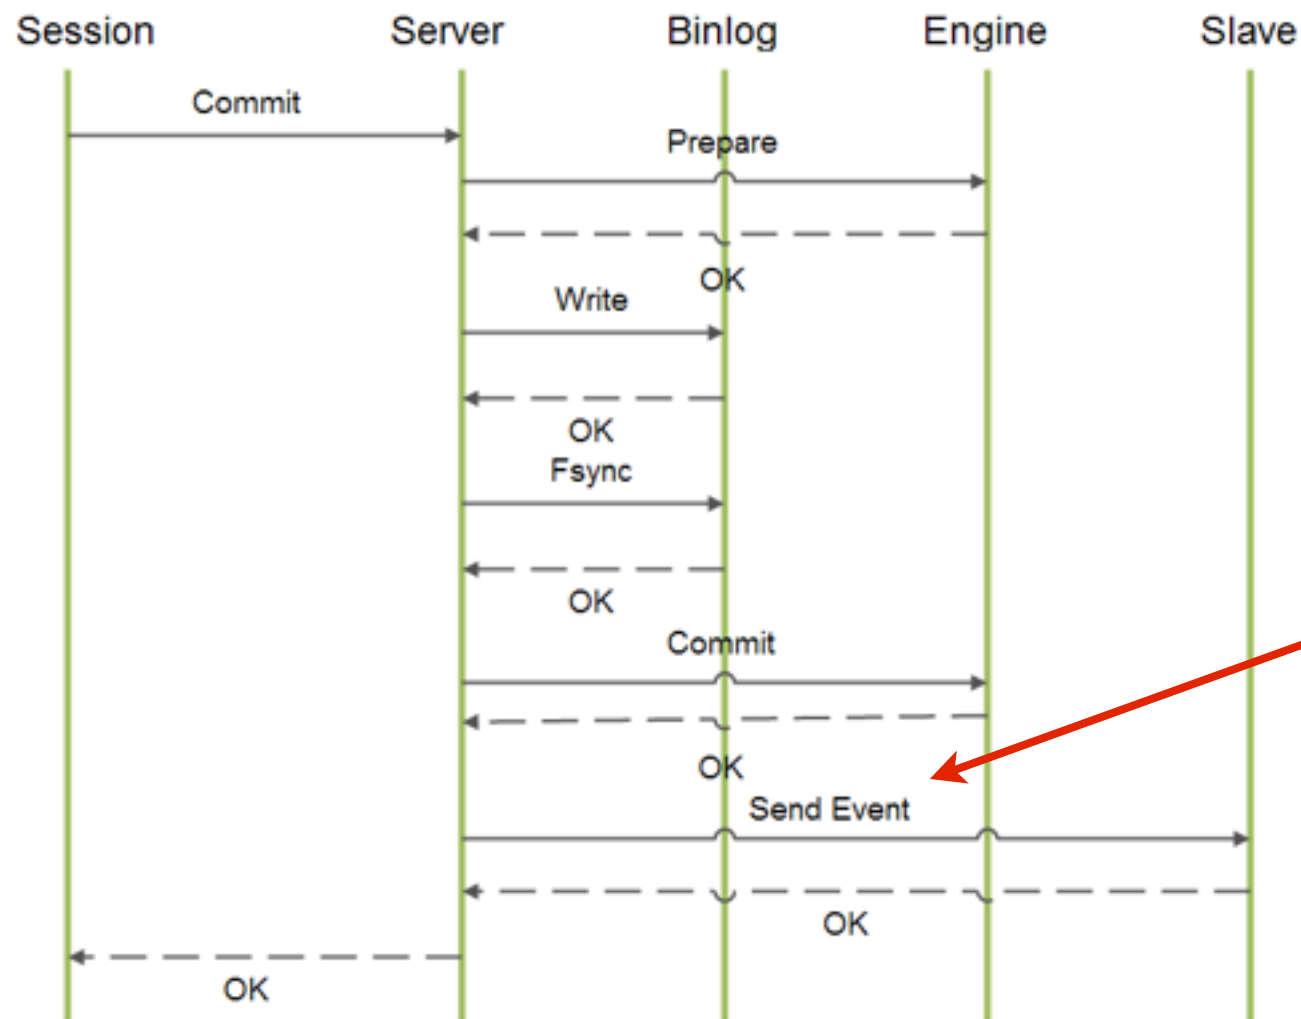 Session Server Binlog Engine Slave
Commit
Prepare
OK
Write
OK
Fsync
OK
Commit
OK
Send Event
OK
OK